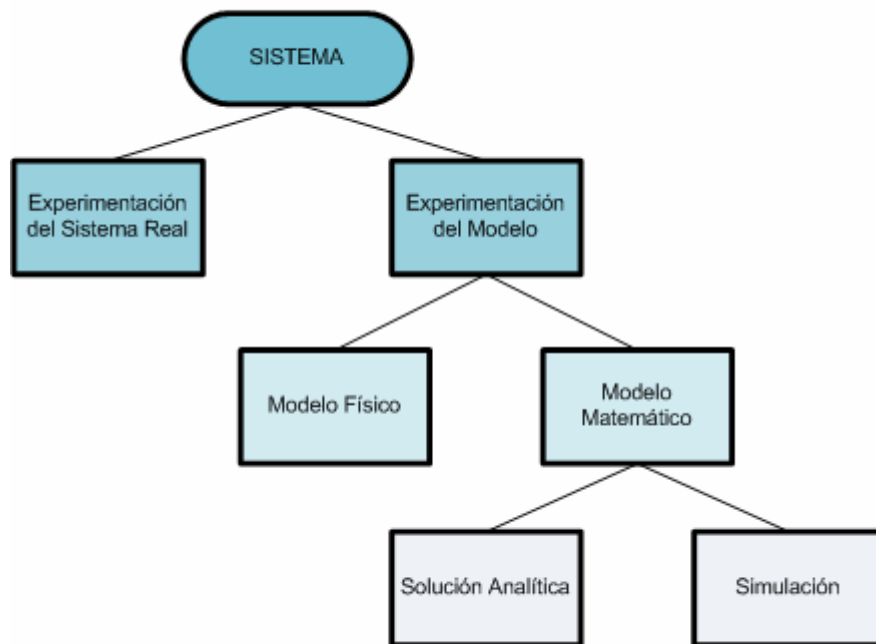 SISTEMA
Experimentación
del Sistema Real
Experimentación
del Modelo
Modelo Físico
Modelo
Matemático
Solución Analítica
Simulación